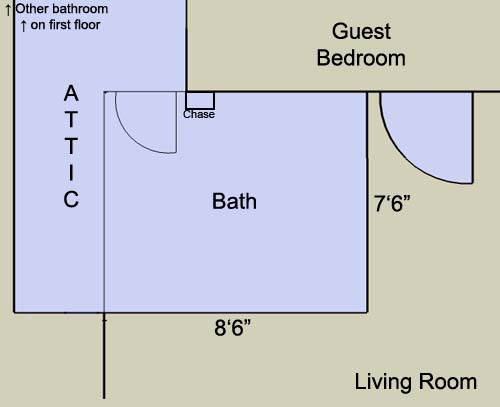 ↑ Other bathroom
↑ on first floor
Guest
Bedroom
A
T
T
I
C
Chase
Bath
7‘6”
8‘6”
Living Room